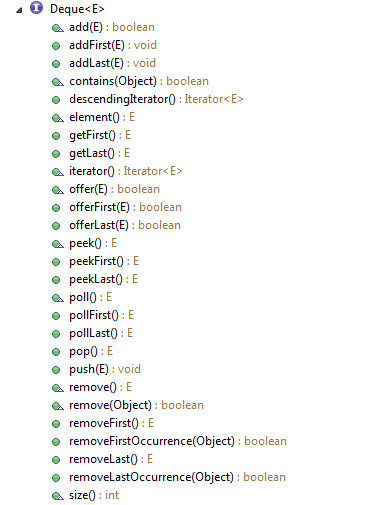 Deque<E>
add(E) : boolean
addFirst(E) : void
addLast(E) : void
contains(Object) : boolean
descendingIterator() : Iterator<E>
element() : E
getFirst() : E
getLast() : E
iterator() : Iterator<E>
offer(E) : boolean
offerFirst(E) : boolean
offerLast(E) : boolean
peek() : E
peekFirst() : E
peekLast() : E
poll() : E
pollFirst() : E
pollLast() : E
pop() : E
push(E) : void
remove() : E
remove(Object) : boolean
removeFirst() : E
removeFirstOccurrence(Object) : boolean
removeLast() : E
removeLastOccurrence(Object) : boolean
size() : int